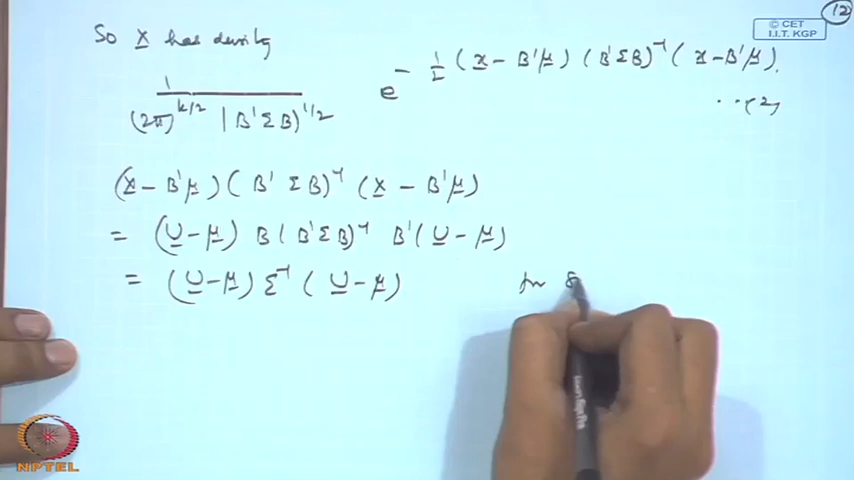 12
© CET
I.I.T. KGP
So x has density
1 / ((2π)^{k/2} |B'ΣB|^{1/2}) e^{-1/2 (x - B'μ) (B'ΣB)^{-1} (x - B'μ)}.
...(2)
(x - B'μ) (B'ΣB)^{-1} (x - B'μ)
= (U - μ) B (B'ΣB)^{-1} B' (U - μ)
= (U - μ) Σ^{-1} (U - μ) for
NPTEL